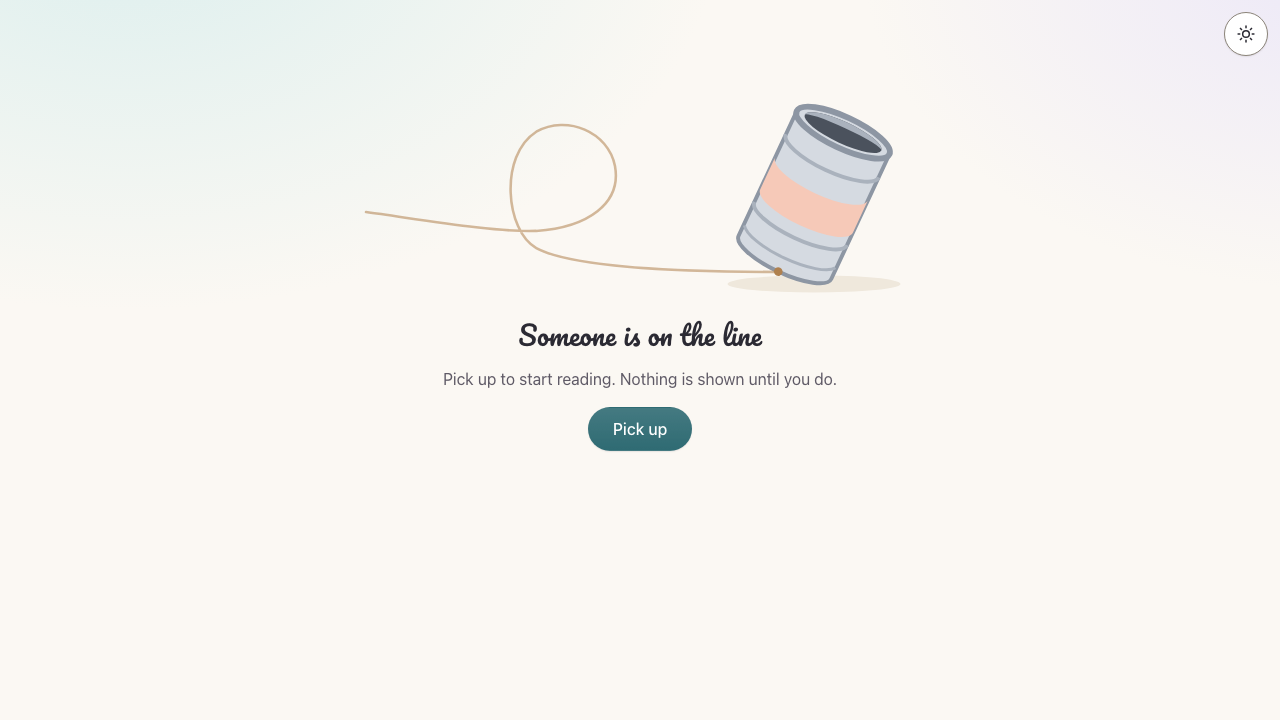 Someone is on the line
Pick up to start reading. Nothing is shown until you do.
Pick up